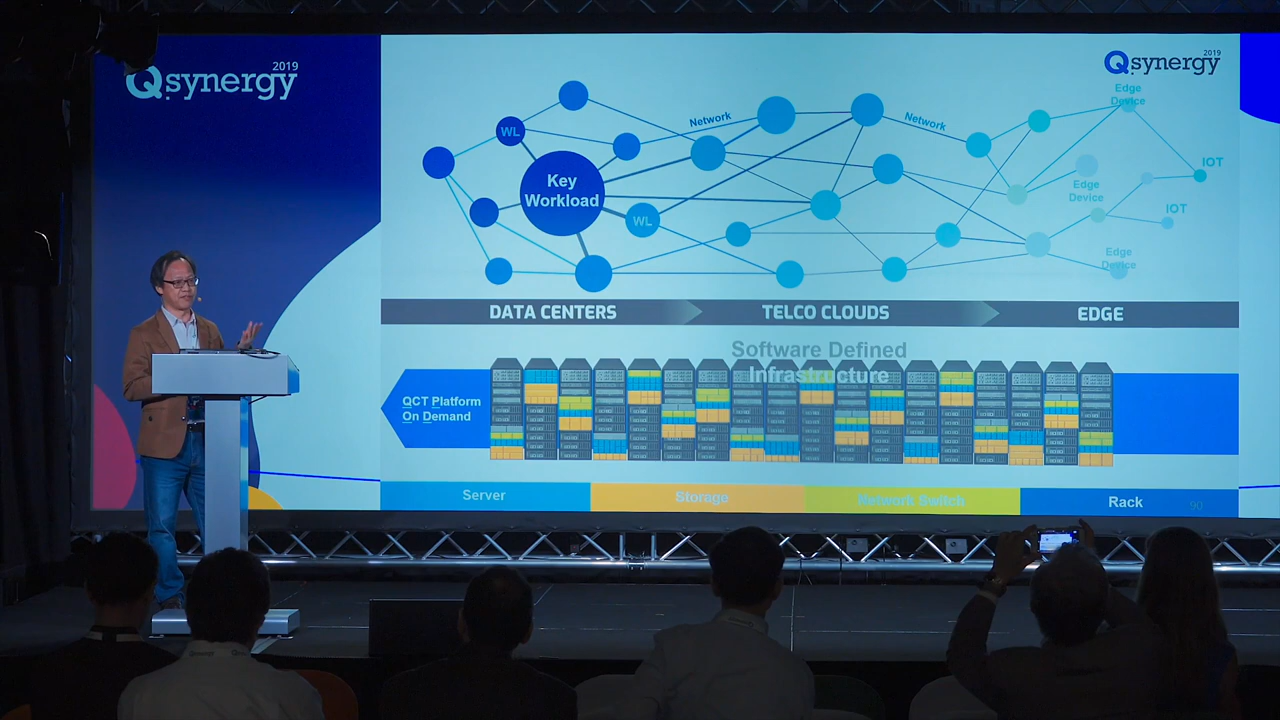 Qsynergy 2019
Qsynergy 2019
Edge
Device
WL
Network
Network
IOT
Key
Workload
Edge
Device
WL
IOT
Edge
Device
DATA CENTERS
TELCO CLOUDS
EDGE
Software Defined
Infrastructure
QCT Platform
On Demand
Server
Storage
Network Switch
Rack
90